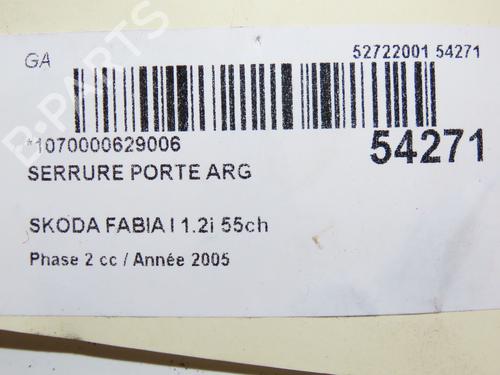 GA
52722001 54271
B-PARTS
*1070000629006
54271
SERRURE PORTE ARG
SKODA FABIA I 1.2i 55ch
Phase 2 cc / Année 2005